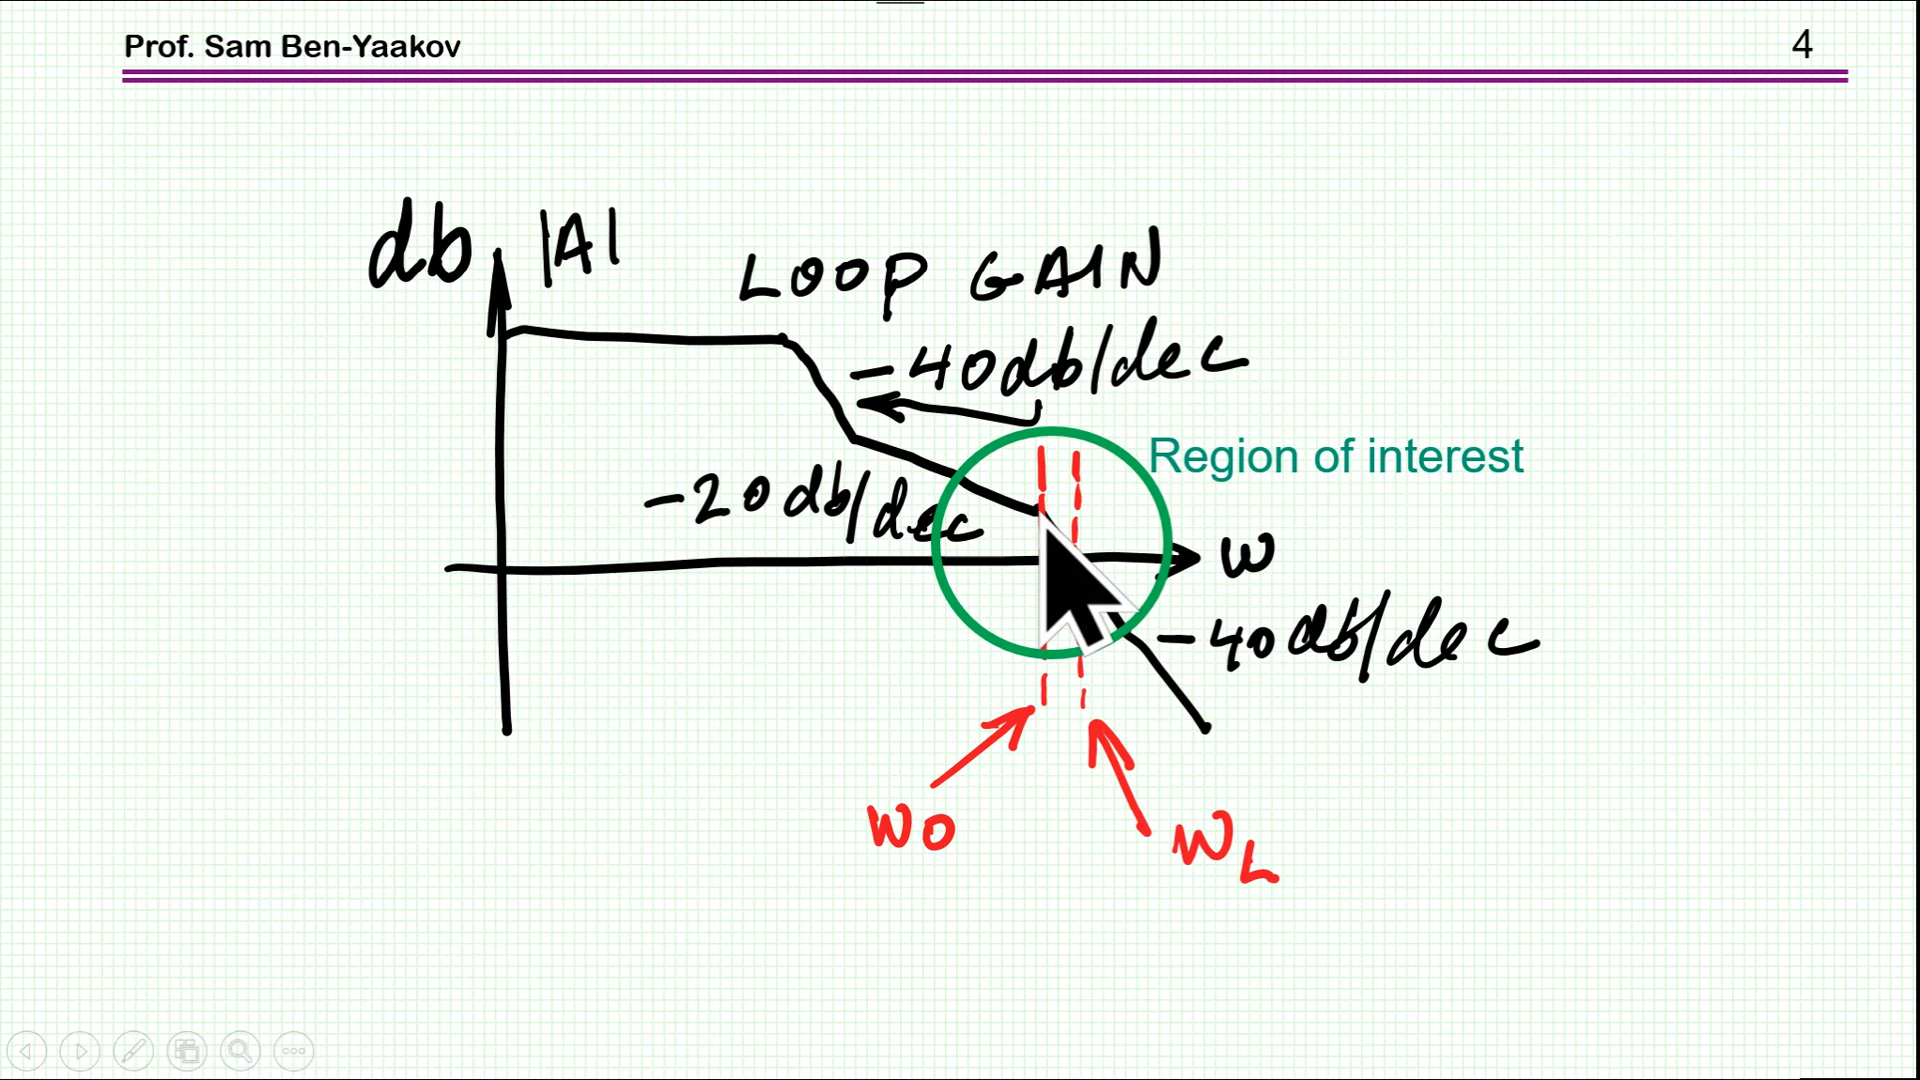 Prof. Sam Ben-Yaakov
4
db |A|
LOOP GAIN
-40db/dec
Region of interest
-20db/dec
w
-40db/dec
wo
wL